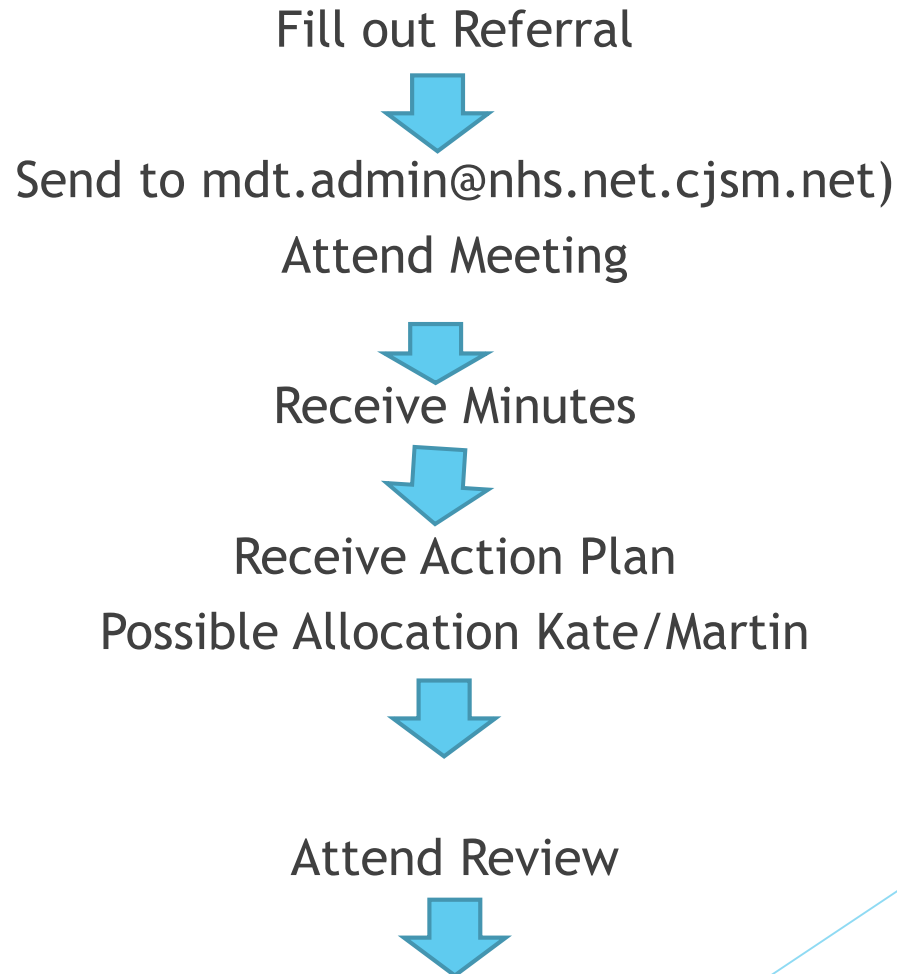 Fill out Referral
Send to mdt.admin@nhs.net.cjsm.net)
Attend Meeting
Receive Minutes
Receive Action Plan
Possible Allocation Kate/Martin
Attend Review